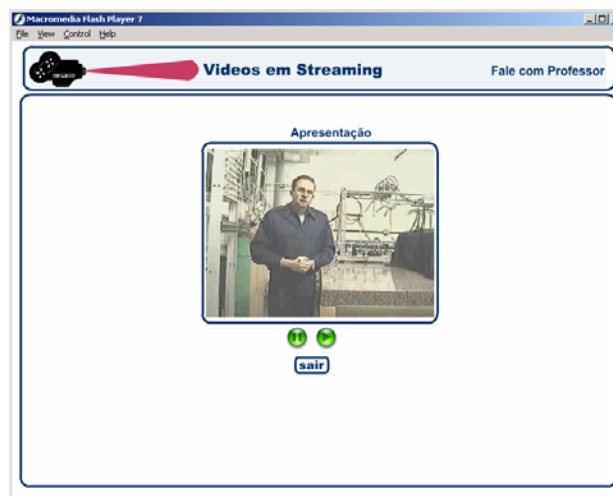 Macromedia Flash Player 7
File View Control Help
Videos em Streaming
Fale com Professor
Apresentação
sair